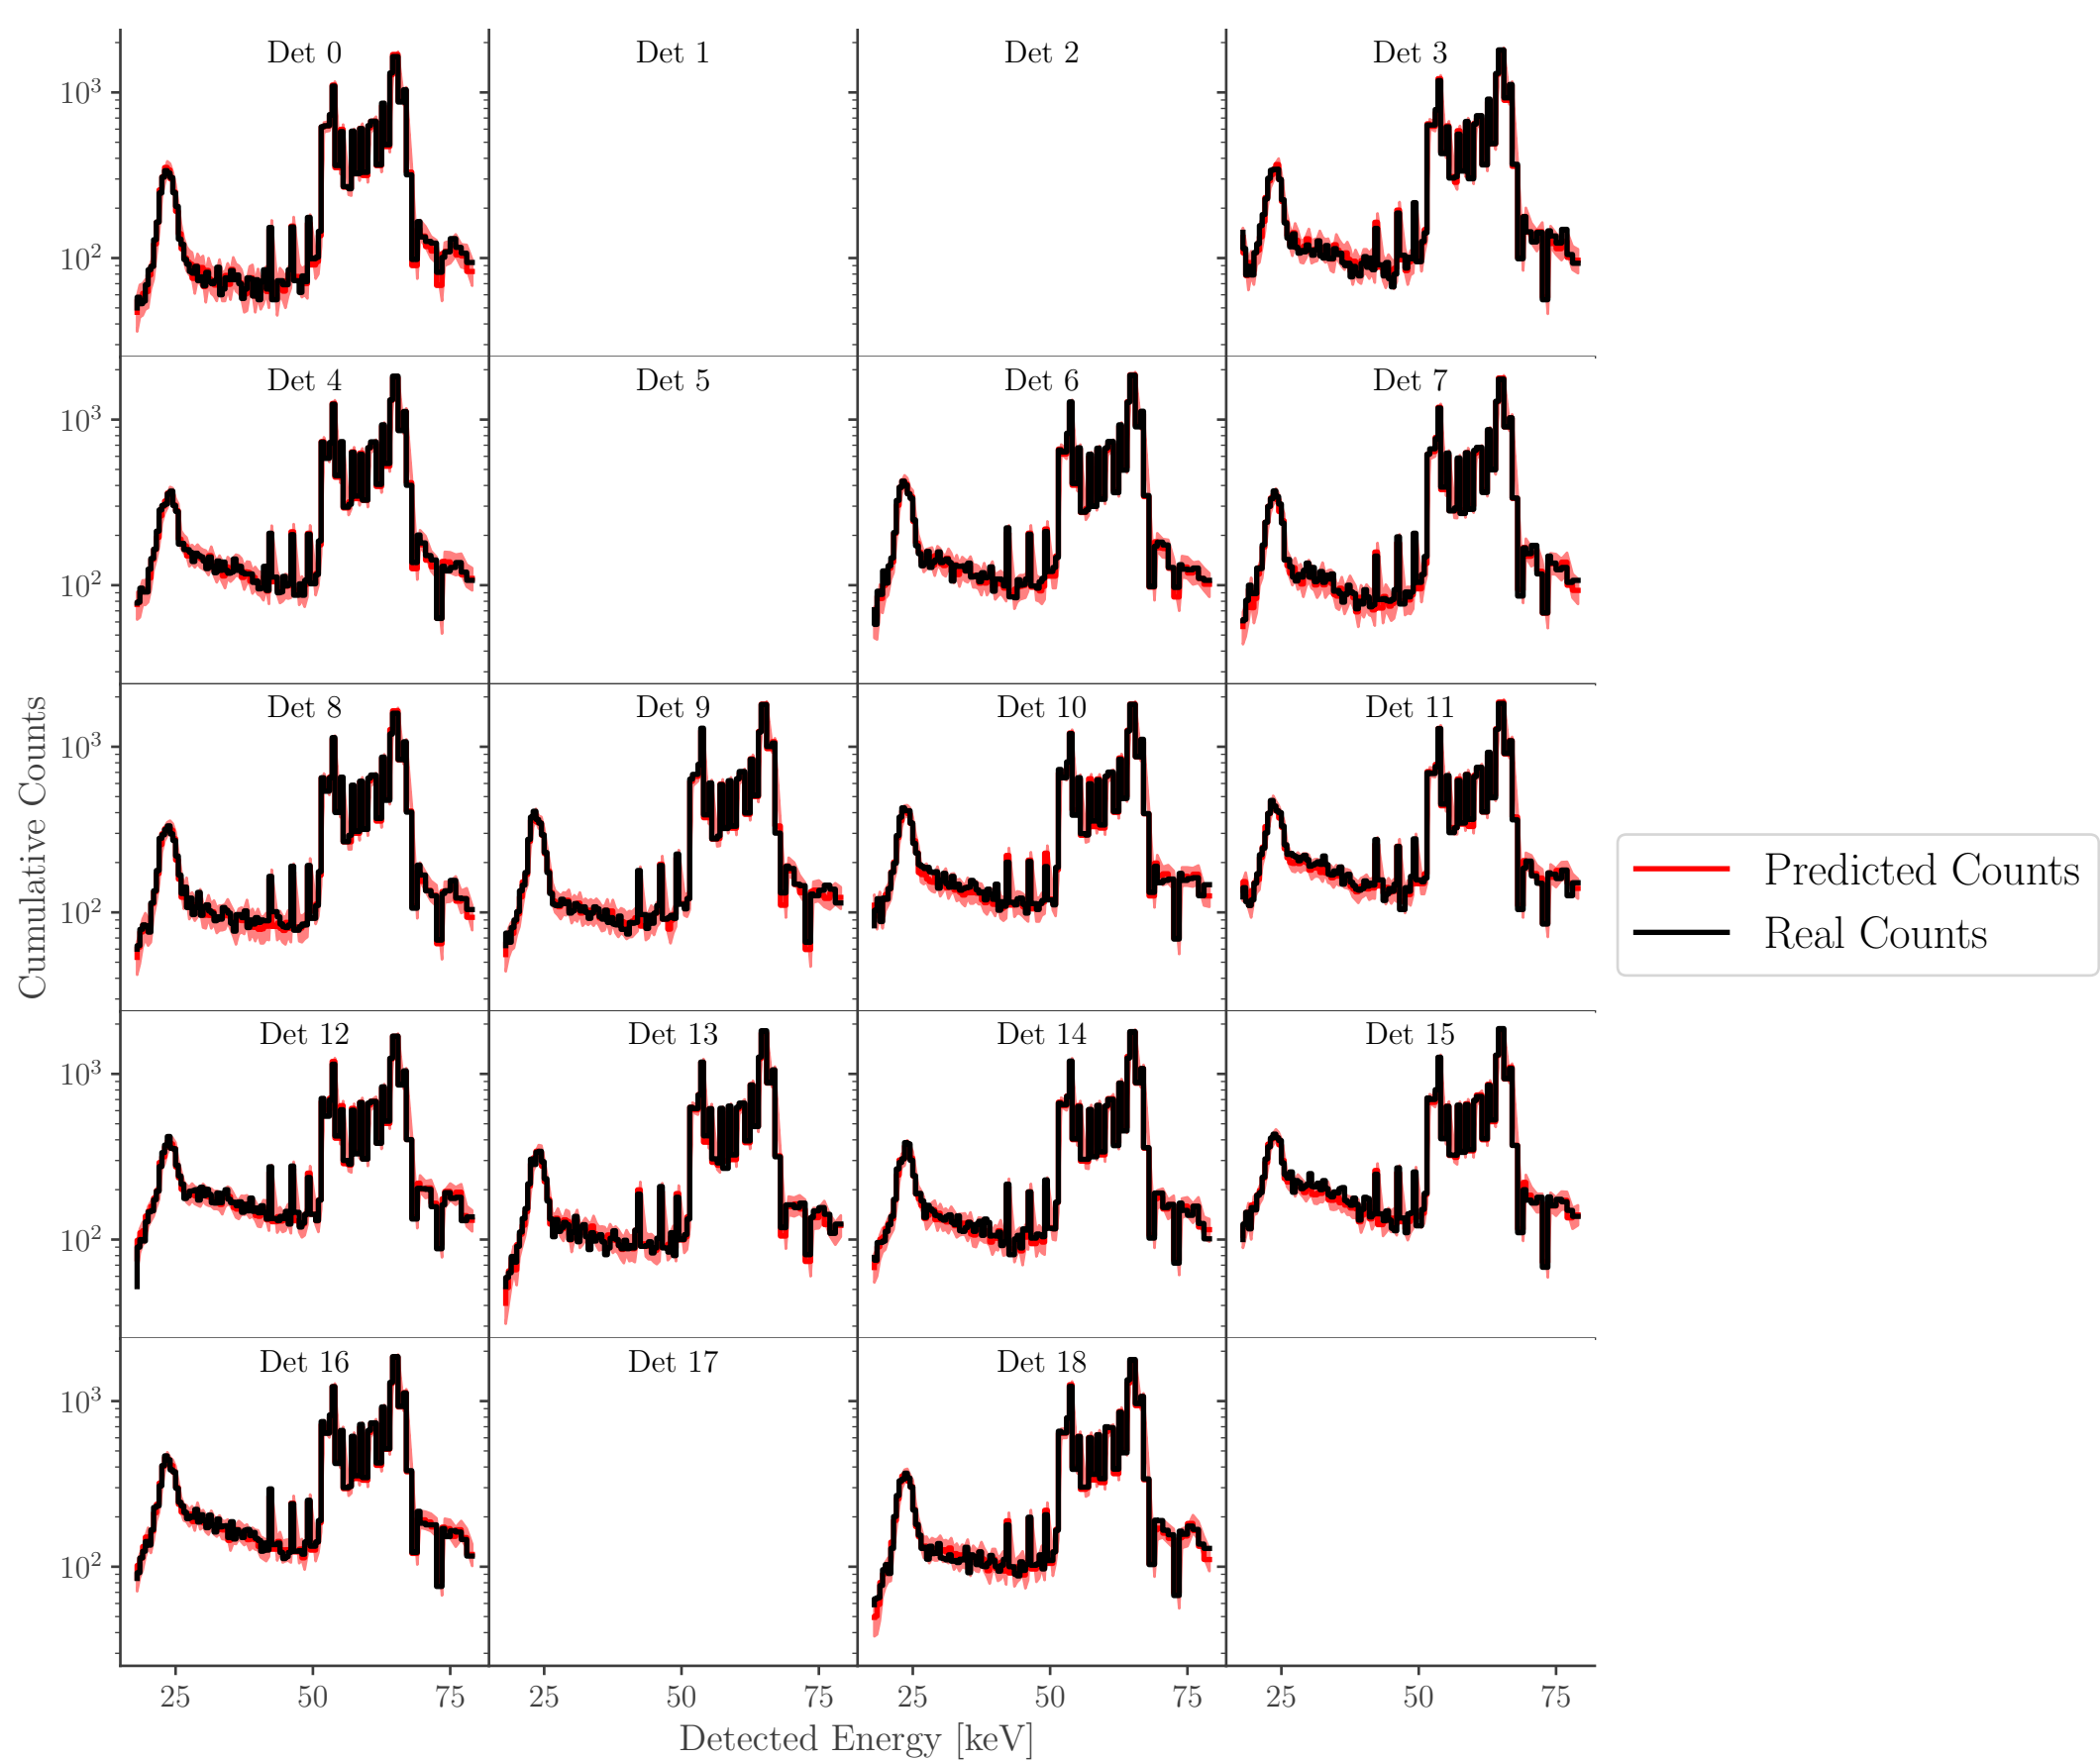 Det 0
Det 1
Det 2
Det 3
10³
10²
Det 4
Det 5
Det 6
Det 7
10³
10²
Det 8
Det 9
Det 10
Det 11
10³
10²
Det 12
Det 13
Det 14
Det 15
10³
10²
Det 16
Det 17
Det 18
10³
10²
25 50 75 25 50 75 25 50 75 25 50 75
Detected Energy [keV]
Cumulative Counts
Predicted Counts
Real Counts